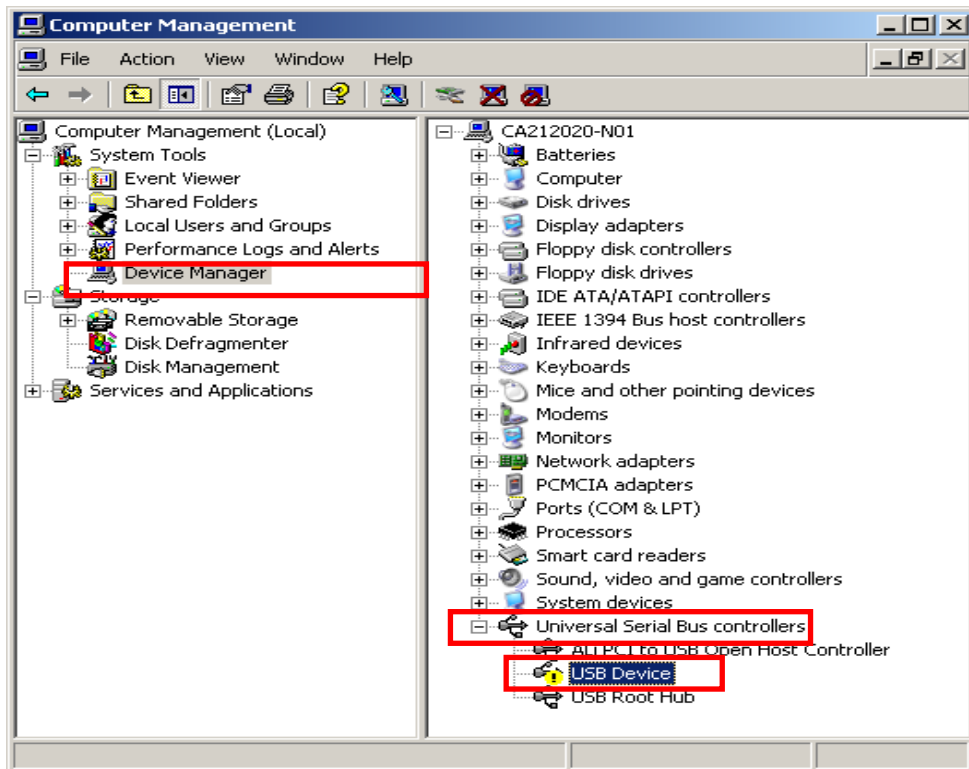 Computer Management
File Action View Window Help
Computer Management (Local)
System Tools
Event Viewer
Shared Folders
Local Users and Groups
Performance Logs and Alerts
Device Manager
Storage
Removable Storage
Disk Defragmenter
Disk Management
Services and Applications
CA212020-N01
Batteries
Computer
Disk drives
Display adapters
Floppy disk controllers
Floppy disk drives
IDE ATA/ATAPI controllers
IEEE 1394 Bus host controllers
Infrared devices
Keyboards
Mice and other pointing devices
Modems
Monitors
Network adapters
PCMCIA adapters
Ports (COM & LPT)
Processors
Smart card readers
Sound, video and game controllers
System devices
Universal Serial Bus controllers
ALi PCI to USB Open Host Controller
USB Device
USB Root Hub